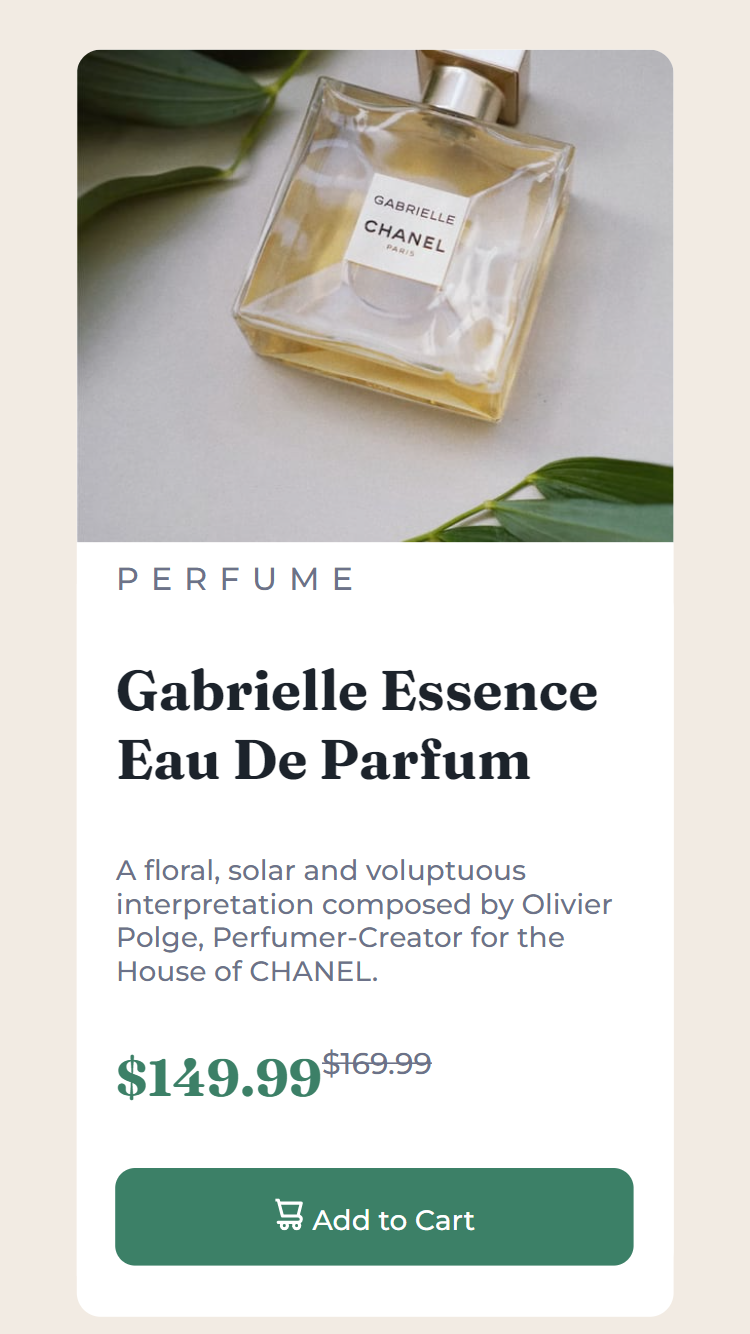 GABRIELLE
CHANEL
PARIS
PERFUME
Gabrielle Essence
Eau De Parfum
A floral, solar and voluptuous
interpretation composed by Olivier
Polge, Perfumer-Creator for the
House of CHANEL.
$149.99 $169.99
Add to Cart